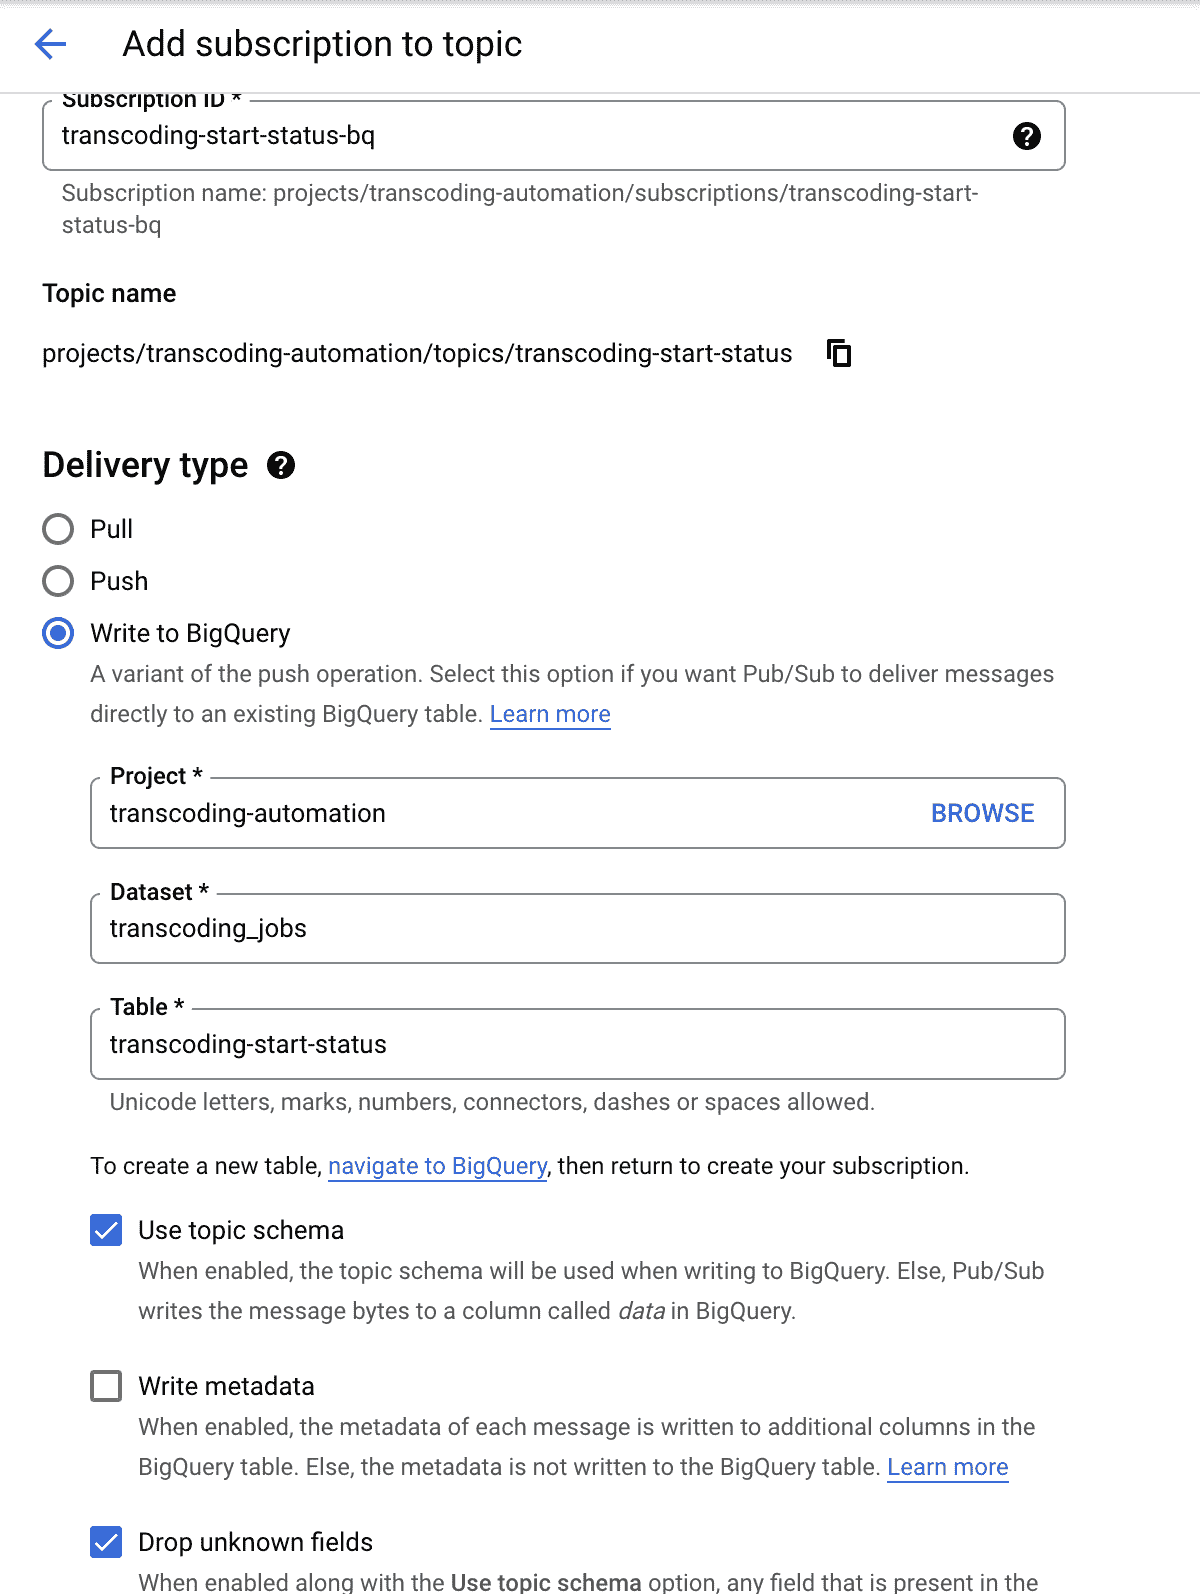 Add subscription to topic
Subscription ID *
transcoding-start-status-bq
Subscription name: projects/transcoding-automation/subscriptions/transcoding-start-
status-bq
Topic name
projects/transcoding-automation/topics/transcoding-start-status
Delivery type
Pull
Push
Write to BigQuery
A variant of the push operation. Select this option if you want Pub/Sub to deliver messages
directly to an existing BigQuery table. Learn more
Project *
transcoding-automation
BROWSE
Dataset *
transcoding_jobs
Table *
transcoding-start-status
Unicode letters, marks, numbers, connectors, dashes or spaces allowed.
To create a new table, navigate to BigQuery, then return to create your subscription.
Use topic schema
When enabled, the topic schema will be used when writing to BigQuery. Else, Pub/Sub
writes the message bytes to a column called data in BigQuery.
Write metadata
When enabled, the metadata of each message is written to additional columns in the
BigQuery table. Else, the metadata is not written to the BigQuery table. Learn more
Drop unknown fields
When enabled along with the Use topic schema option, any field that is present in the